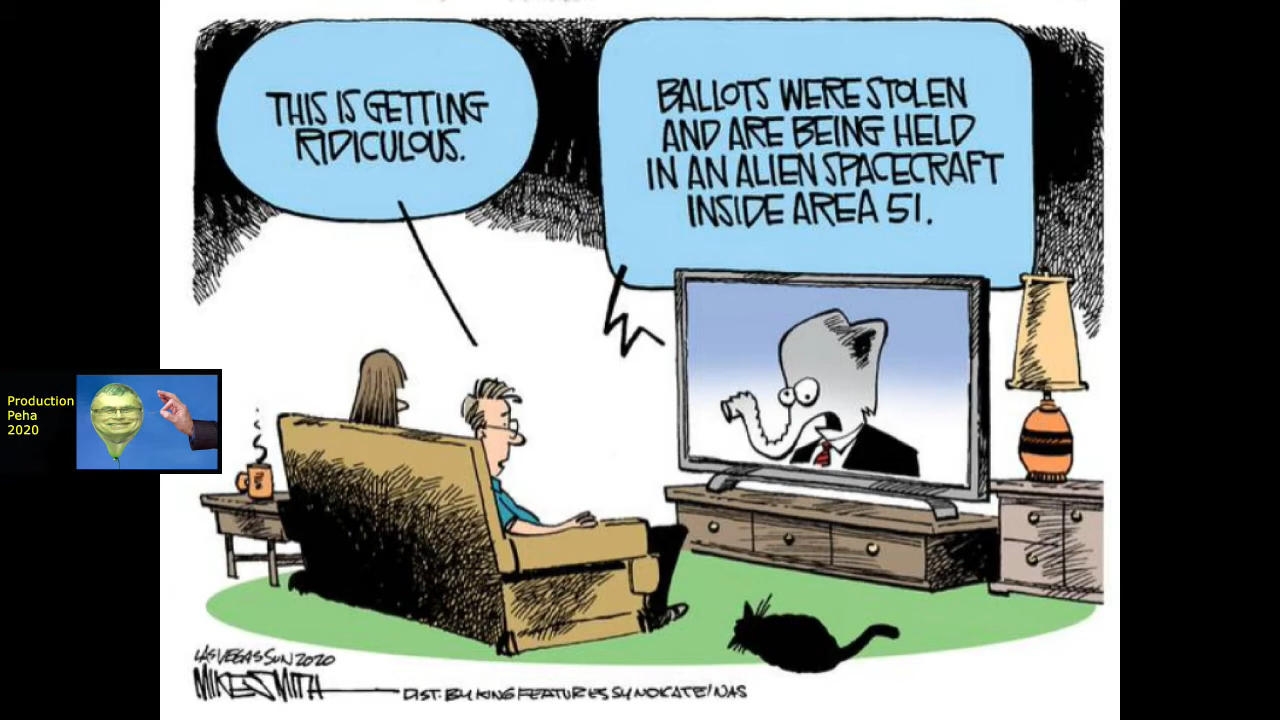 THIS IS GETTING
RIDICULOUS.
BALLOTS WERE STOLEN
AND ARE BEING HELD
IN AN ALIEN SPACECRAFT
INSIDE AREA 51.
Production
Peha
2020
LAS VEGAS SUN 2020
MIKE SMITH
DIST. BY KING FEATURES SYNDICATE/NAS